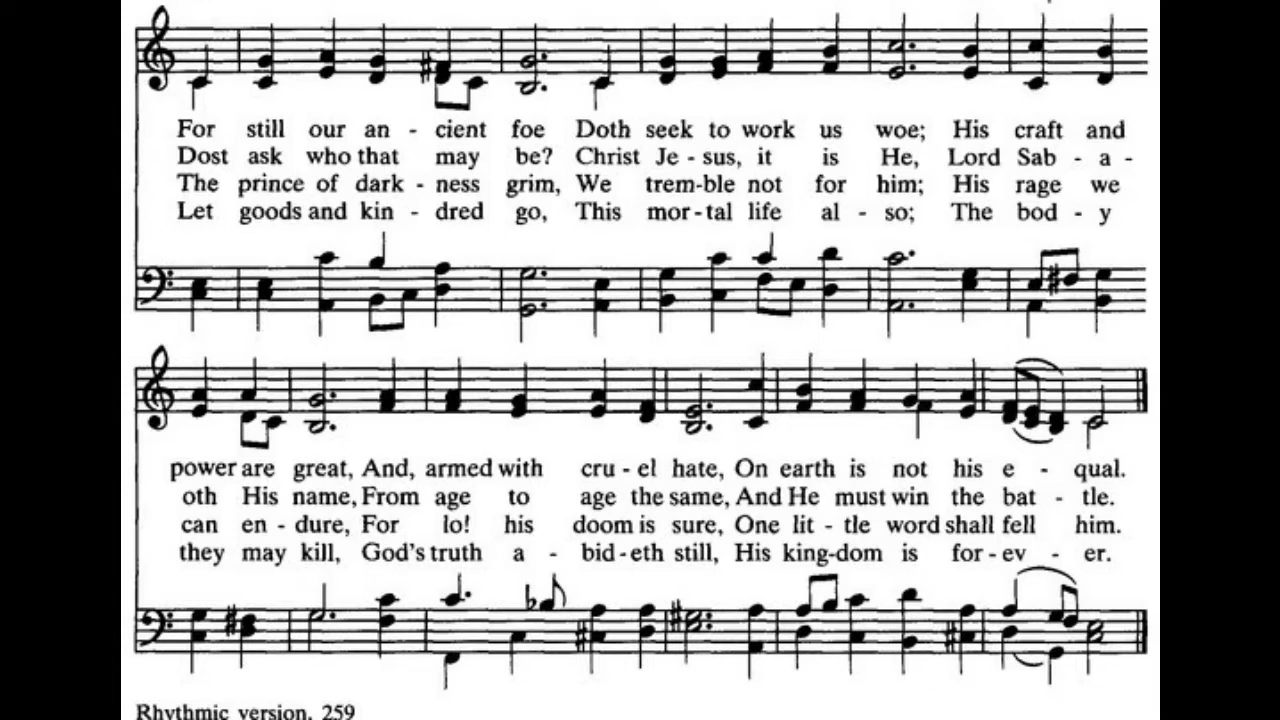 For still our an - cient foe Doth seek to work us woe; His craft and
Dost ask who that may be? Christ Je - sus, it is He, Lord Sab - a -
The prince of dark - ness grim, We trem-ble not for him; His rage we
Let goods and kin - dred go, This mor-tal life al - so; The bod - y
power are great, And, armed with cru - el hate, On earth is not his e - qual.
oth His name, From age to age the same, And He must win the bat - tle.
can en - dure, For lo! his doom is sure, One lit - tle word shall fell him.
they may kill, God's truth a - bid-eth still, His king-dom is for-ev - er.
Rhythmic version, 259